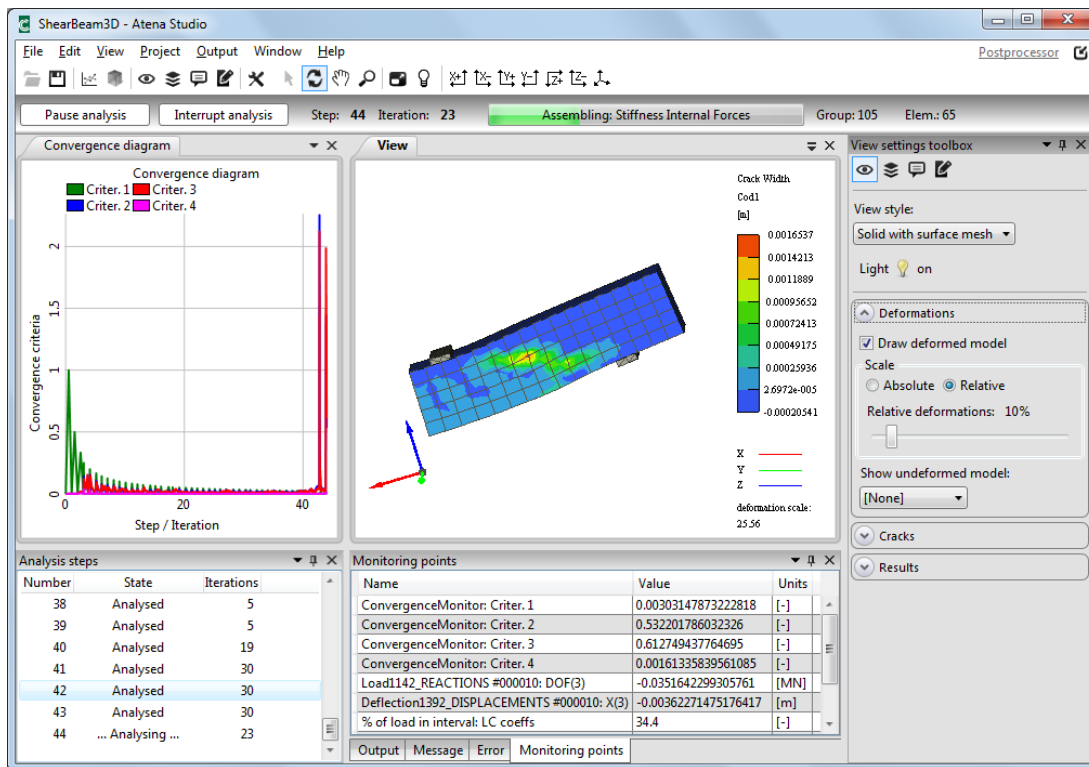 ShearBeam3D - Atena Studio
File Edit View Project Output Window Help
Postprocessor
Pause analysis Interrupt analysis Step: 44 Iteration: 23 Assembling: Stiffness Internal Forces Group: 105 Elem.: 65
Convergence diagram
Convergence diagram
Criter. 1 Criter. 3
Criter. 2 Criter. 4
Convergence criteria
2
1.5
1
0.5
0
0 20 40
Step / Iteration
View
Crack Width
Cod1
[m]
0.0016537
0.0014213
0.0011889
0.00095652
0.00072413
0.00049175
0.00025936
2.6972e-005
-0.00020541
X
Y
Z
deformation scale:
25.56
View settings toolbox
View style:
Solid with surface mesh
Light on
Deformations
Draw deformed model
Scale
Absolute Relative
Relative deformations: 10%
Show undeformed model:
[None]
Cracks
Results
Analysis steps
Number State Iterations
38 Analysed 5
39 Analysed 5
40 Analysed 19
41 Analysed 30
42 Analysed 30
43 Analysed 30
44 ... Analysing ... 23
Monitoring points
Name Value Units
ConvergenceMonitor: Criter. 1 0.00303147873222818 [-]
ConvergenceMonitor: Criter. 2 0.532201786032326 [-]
ConvergenceMonitor: Criter. 3 0.612749437764695 [-]
ConvergenceMonitor: Criter. 4 0.00161335839561085 [-]
Load1142_REACTIONS #000010: DOF(3) -0.0351642299305761 [MN]
Deflection1392_DISPLACEMENTS #000010: X(3) -0.00362271475176417 [m]
% of load in interval: LC coeffs 34.4 [-]
Output Message Error Monitoring points